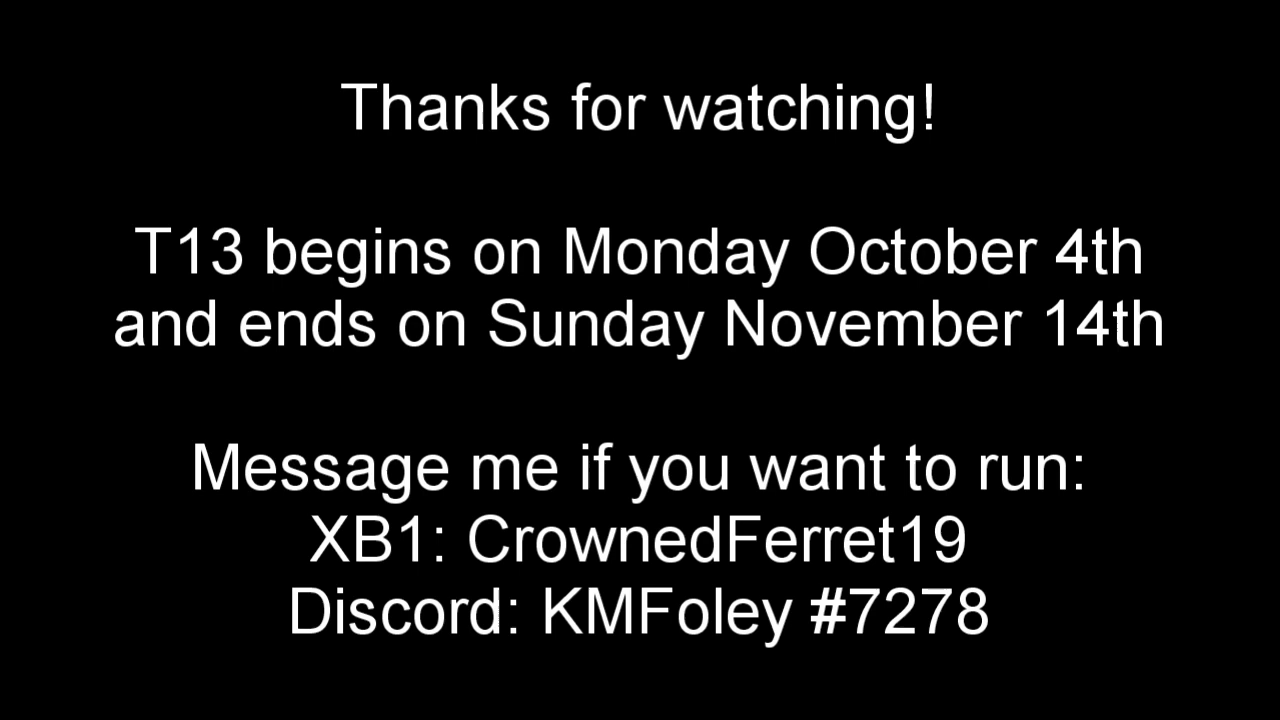 Thanks for watching!
T13 begins on Monday October 4th
and ends on Sunday November 14th
Message me if you want to run:
XB1: CrownedFerret19
Discord: KMFoley #7278